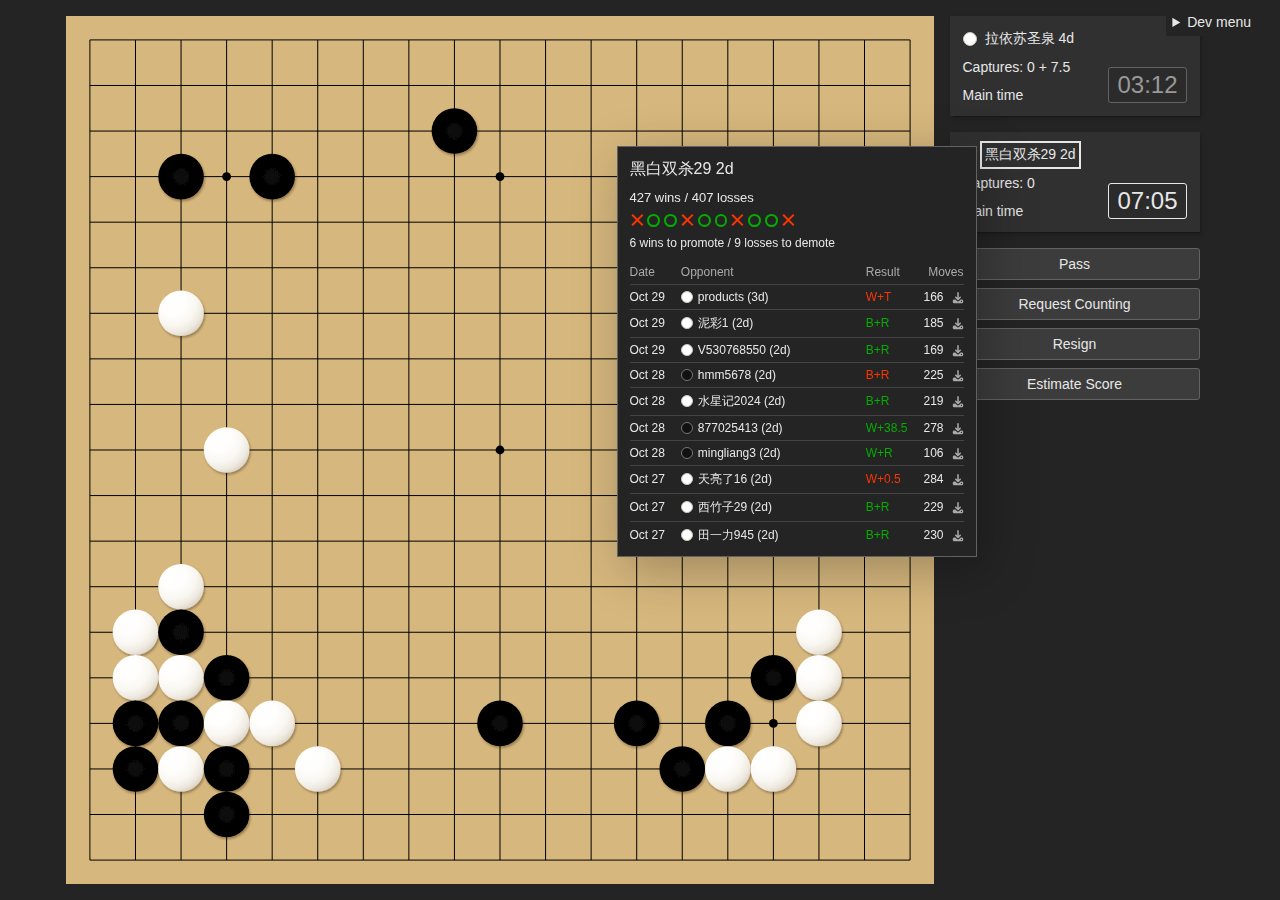 Dev menu
拉依苏圣泉 4d
Captures: 0 + 7.5
Main time
03:12
黑白双杀29 2d
aptures: 0
ain time
07:05
Pass
Request Counting
Resign
Estimate Score
黑白双杀29 2d
427 wins / 407 losses
6 wins to promote / 9 losses to demote
Date Opponent Result Moves
Oct 29 products (3d) W+T 166
Oct 29 泥彩1 (2d) B+R 185
Oct 29 V530768550 (2d) B+R 169
Oct 28 hmm5678 (2d) B+R 225
Oct 28 水星记2024 (2d) B+R 219
Oct 28 877025413 (2d) W+38.5 278
Oct 28 mingliang3 (2d) W+R 106
Oct 27 天亮了16 (2d) W+0.5 284
Oct 27 西竹子29 (2d) B+R 229
Oct 27 田一力945 (2d) B+R 230